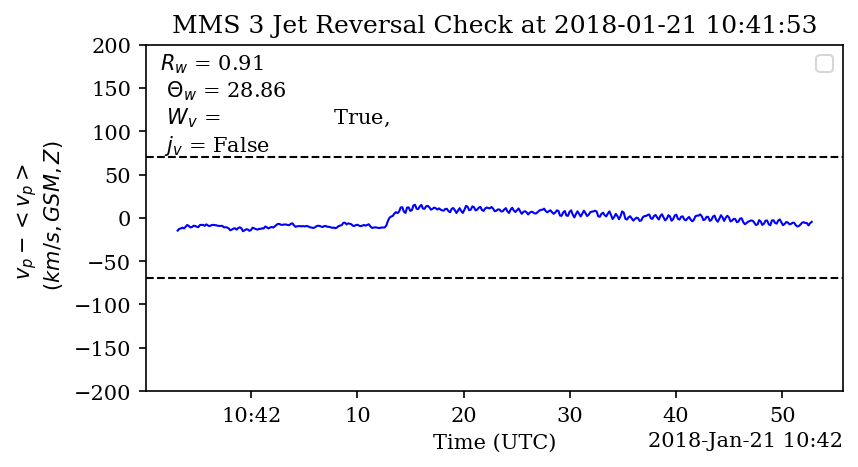 MMS 3 Jet Reversal Check at 2018-01-21 10:41:53
R_w = 0.91
Θ_w = 28.86
W_v = True,
j_v = False
v_p − < v_p >
(km/s, GSM, Z)
200
150
100
50
0
−50
−100
−150
−200
10:42 10 20 30 40 50
Time (UTC)
2018-Jan-21 10:42